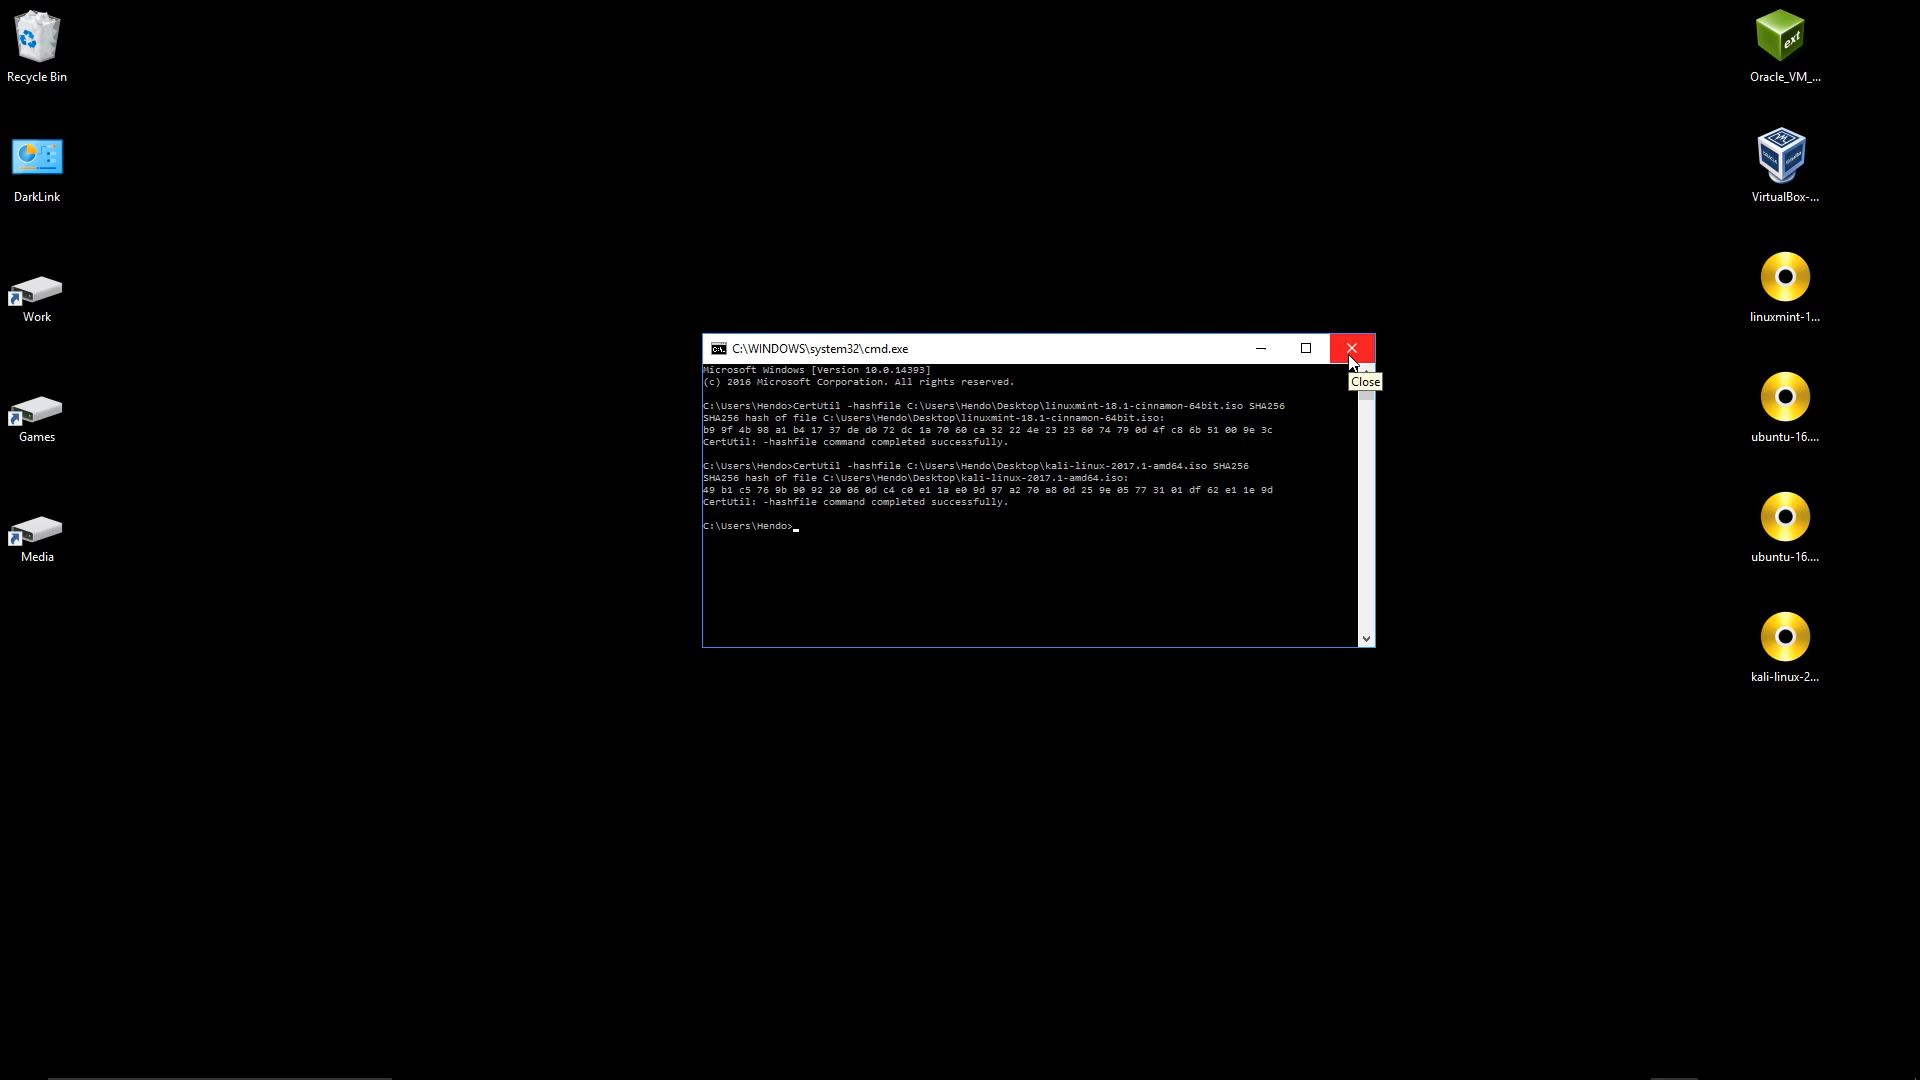 Recycle Bin
DarkLink
Work
Games
Media
C:\WINDOWS\system32\cmd.exe
Close
Microsoft Windows [Version 10.0.14393]
(c) 2016 Microsoft Corporation. All rights reserved.
C:\Users\Hendo>CertUtil -hashfile C:\Users\Hendo\Desktop\linuxmint-18.1-cinnamon-64bit.iso SHA256
SHA256 hash of file C:\Users\Hendo\Desktop\linuxmint-18.1-cinnamon-64bit.iso:
b9 9f 4b 98 a1 b4 17 37 de d0 72 dc 1a 70 60 ca 32 22 4e 23 23 60 74 79 0d 4f c8 6b 51 00 9e 3c
CertUtil: -hashfile command completed successfully.
C:\Users\Hendo>CertUtil -hashfile C:\Users\Hendo\Desktop\kali-linux-2017.1-amd64.iso SHA256
SHA256 hash of file C:\Users\Hendo\Desktop\kali-linux-2017.1-amd64.iso:
49 b1 c5 76 9b 90 92 20 06 0d c4 c0 e1 1a e0 9d 97 a2 70 a8 0d 25 9e 05 77 31 01 df 62 e1 1e 9d
CertUtil: -hashfile command completed successfully.
C:\Users\Hendo>
ext
Oracle_VM_...
VirtualBox-...
linuxmint-1...
ubuntu-16....
ubuntu-16....
kali-linux-2...